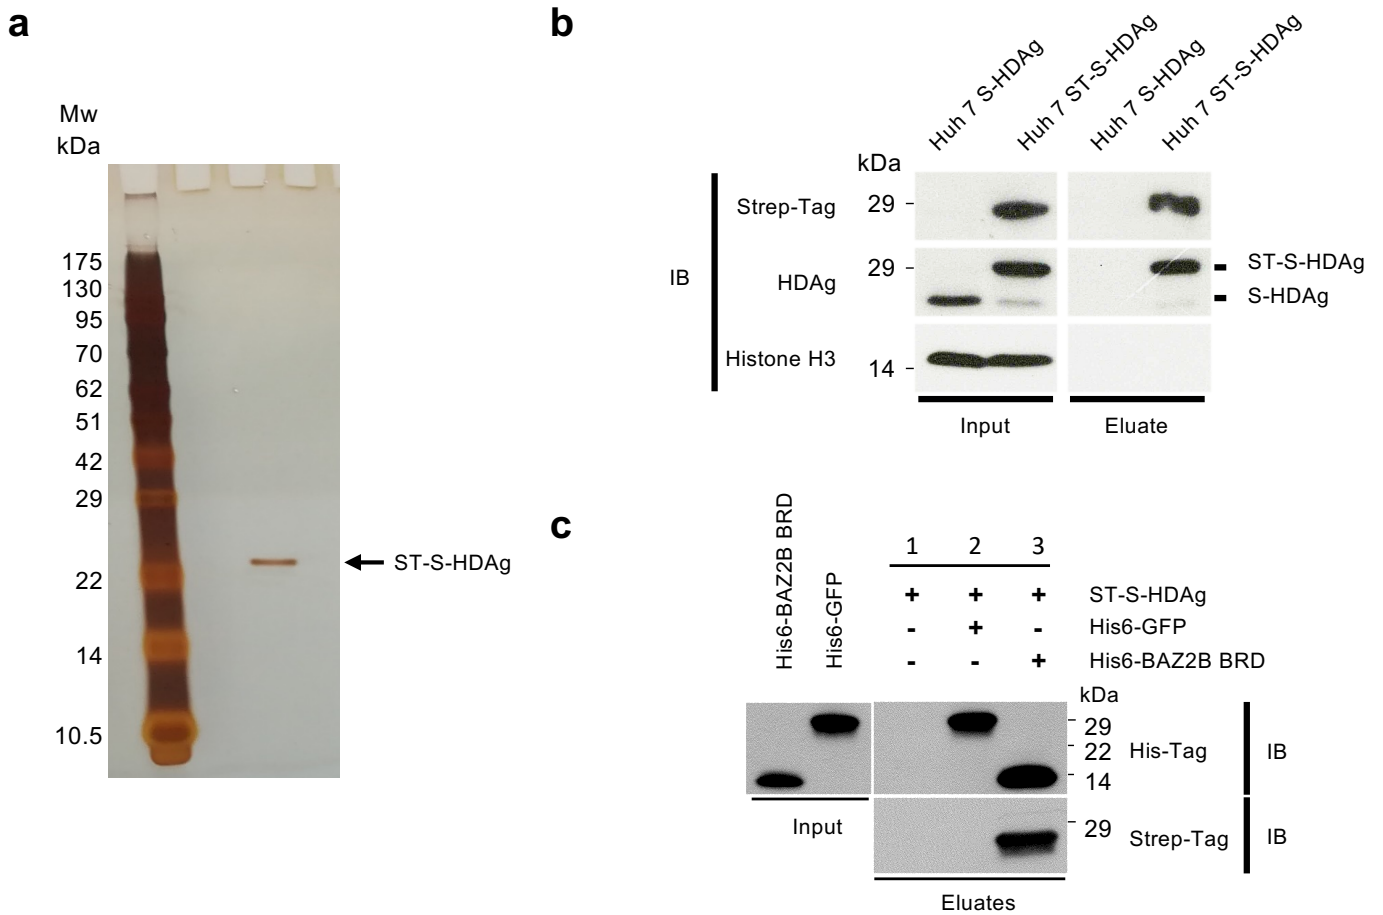 a
Mw
kDa
175
130
95
70
62
51
42
29
22
14
10.5
ST-S-HDAg
b
Huh 7 S-HDAg
Huh 7 ST-S-HDAg
Huh 7 S-HDAg
Huh 7 ST-S-HDAg
kDa
IB
Strep-Tag
29
HDAg
29
ST-S-HDAg
S-HDAg
Histone H3
14
Input
Eluate
c
His6-BAZ2B BRD
His6-GFP
1 2 3
+ + + ST-S-HDAg
- + - His6-GFP
- - + His6-BAZ2B BRD
kDa
29
22
14
His-Tag
IB
Input
29
Strep-Tag
IB
Eluates